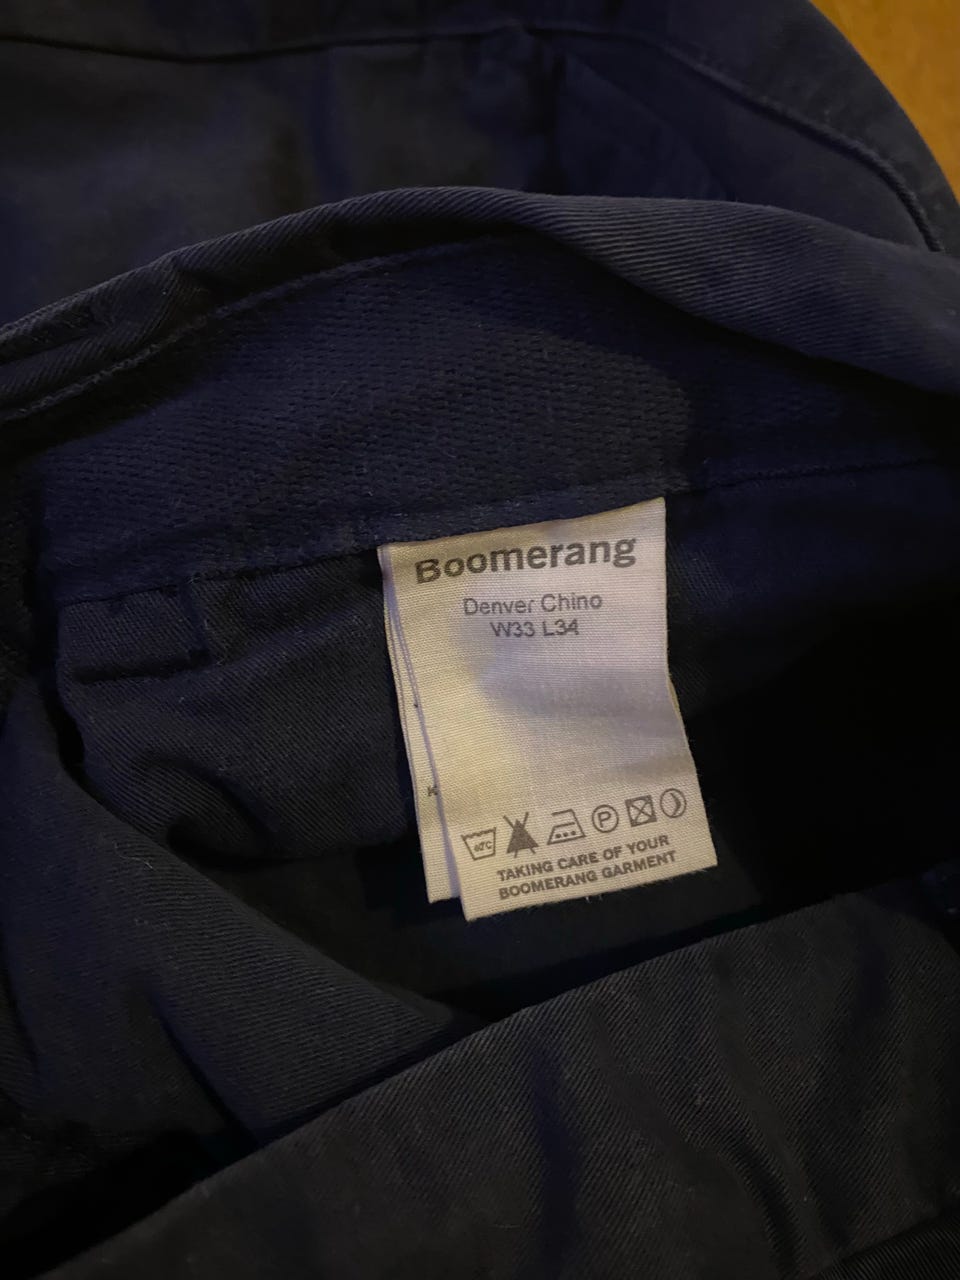 Boomerang
Denver Chino
W33 L34
K
P
TAKING CARE OF YOUR
BOOMERANG GARMENT